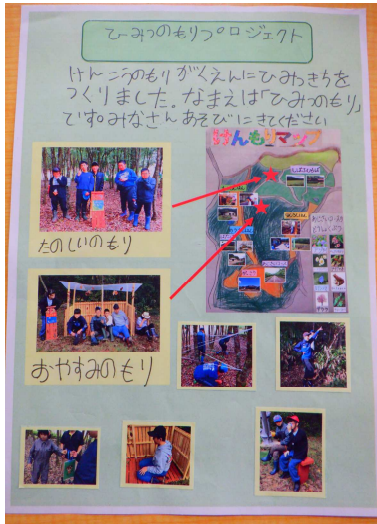 ひみつのもりプロジェクト
けんこうのもりがくえんにひみつきちを
つくりました。なまえは「ひみつのもり」
です。みなさんあそびにきてください
けんもりマップ
たのしいのもり
おやすみのもり